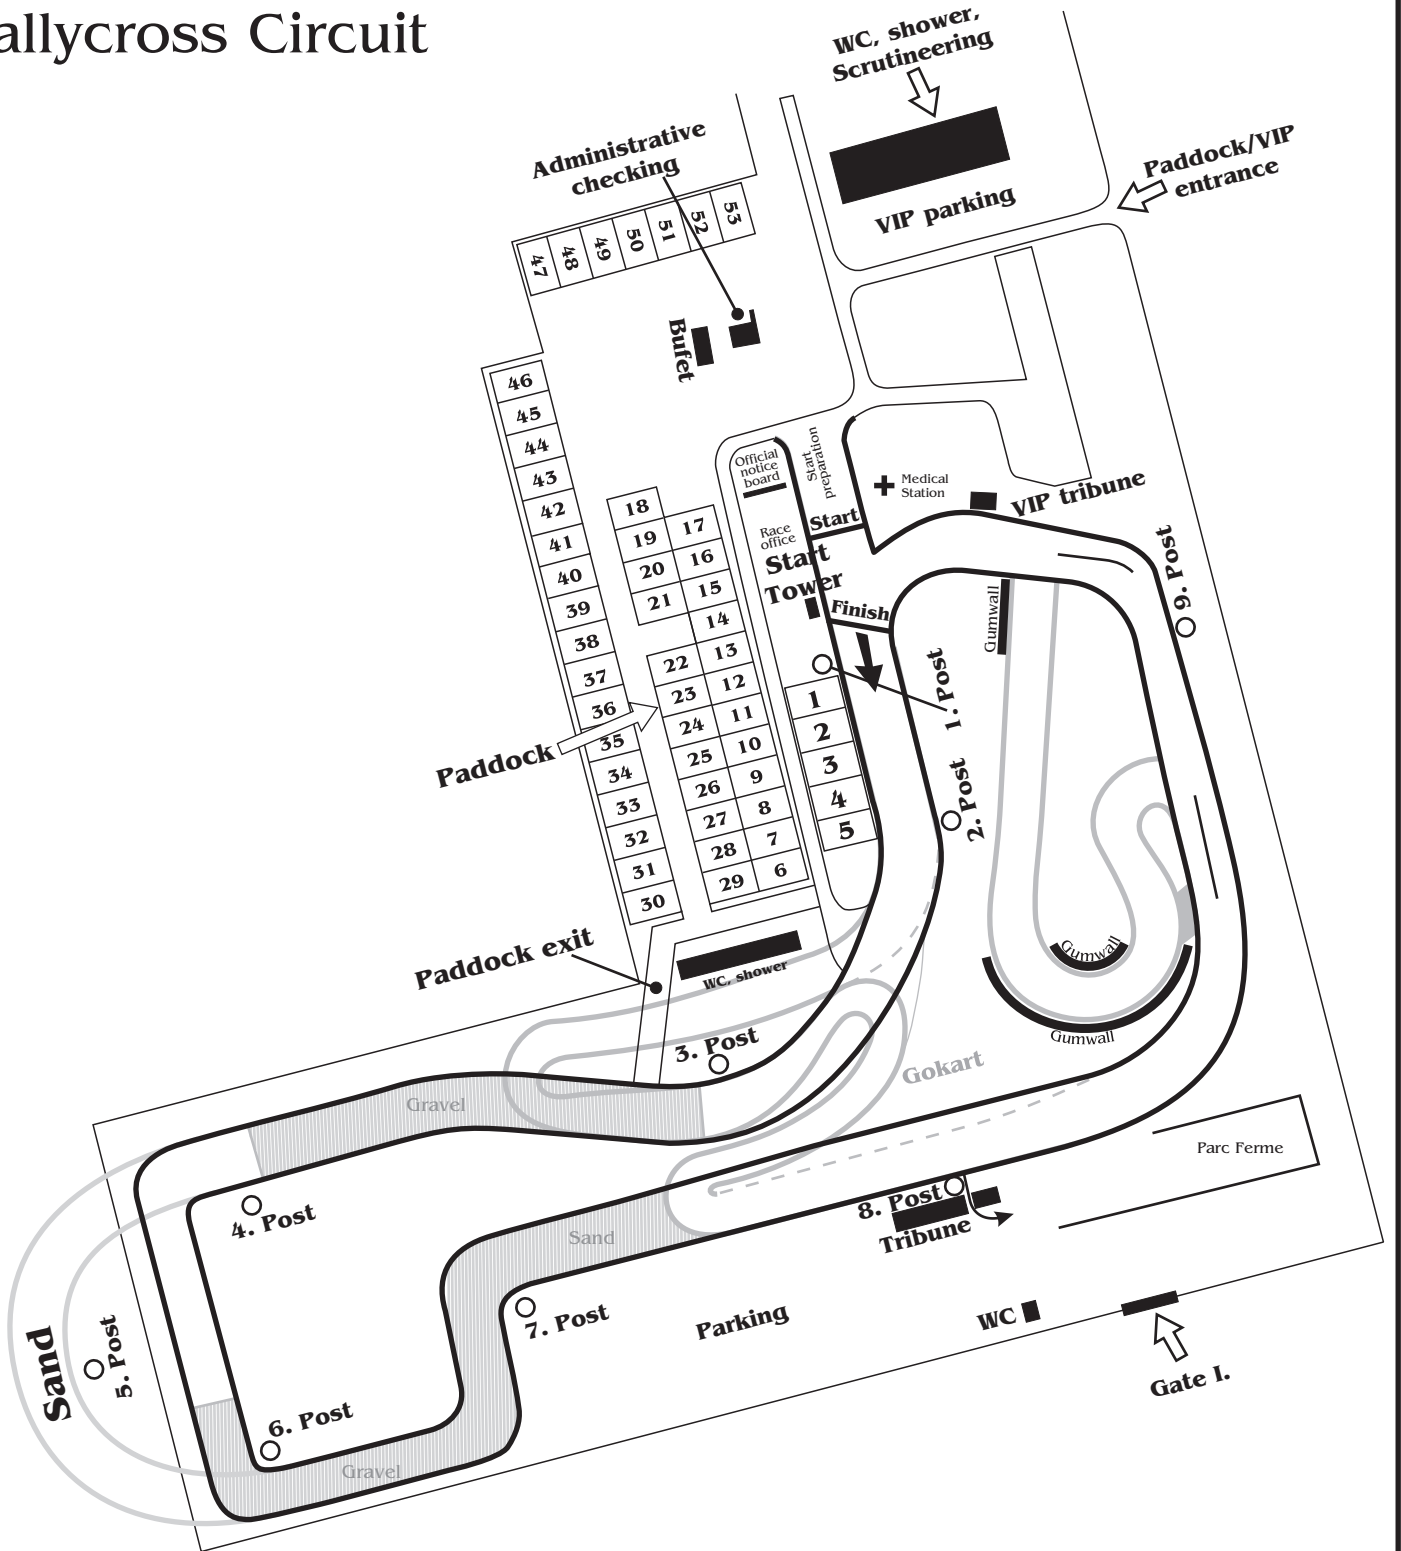 allycross Circuit
WC, shower,
Scrutineering
Administrative
checking
Paddock/VIP
entrance
VIP parking
47
48
49
50
51
52
53
Bufet
46
45
44
43
42
41
40
39
38
37
36
35
34
33
32
31
30
18
19
20
21
22
23
24
25
26
27
28
29
17
16
15
14
13
12
11
10
9
8
7
6
Official
notice
board
Start
preparation
Medical
Station
VIP tribune
Race
office
Start
Start
Tower
Finish
Gumwall
9. Post
1. Post
2. Post
1
2
3
4
5
Paddock
Paddock exit
WC, shower
Gumwall
Gumwall
3. Post
Gokart
Gravel
Parc Ferme
4. Post
8. Post
Tribune
Sand
7. Post
Parking
WC
Gate I.
Sand
5. Post
6. Post
Gravel